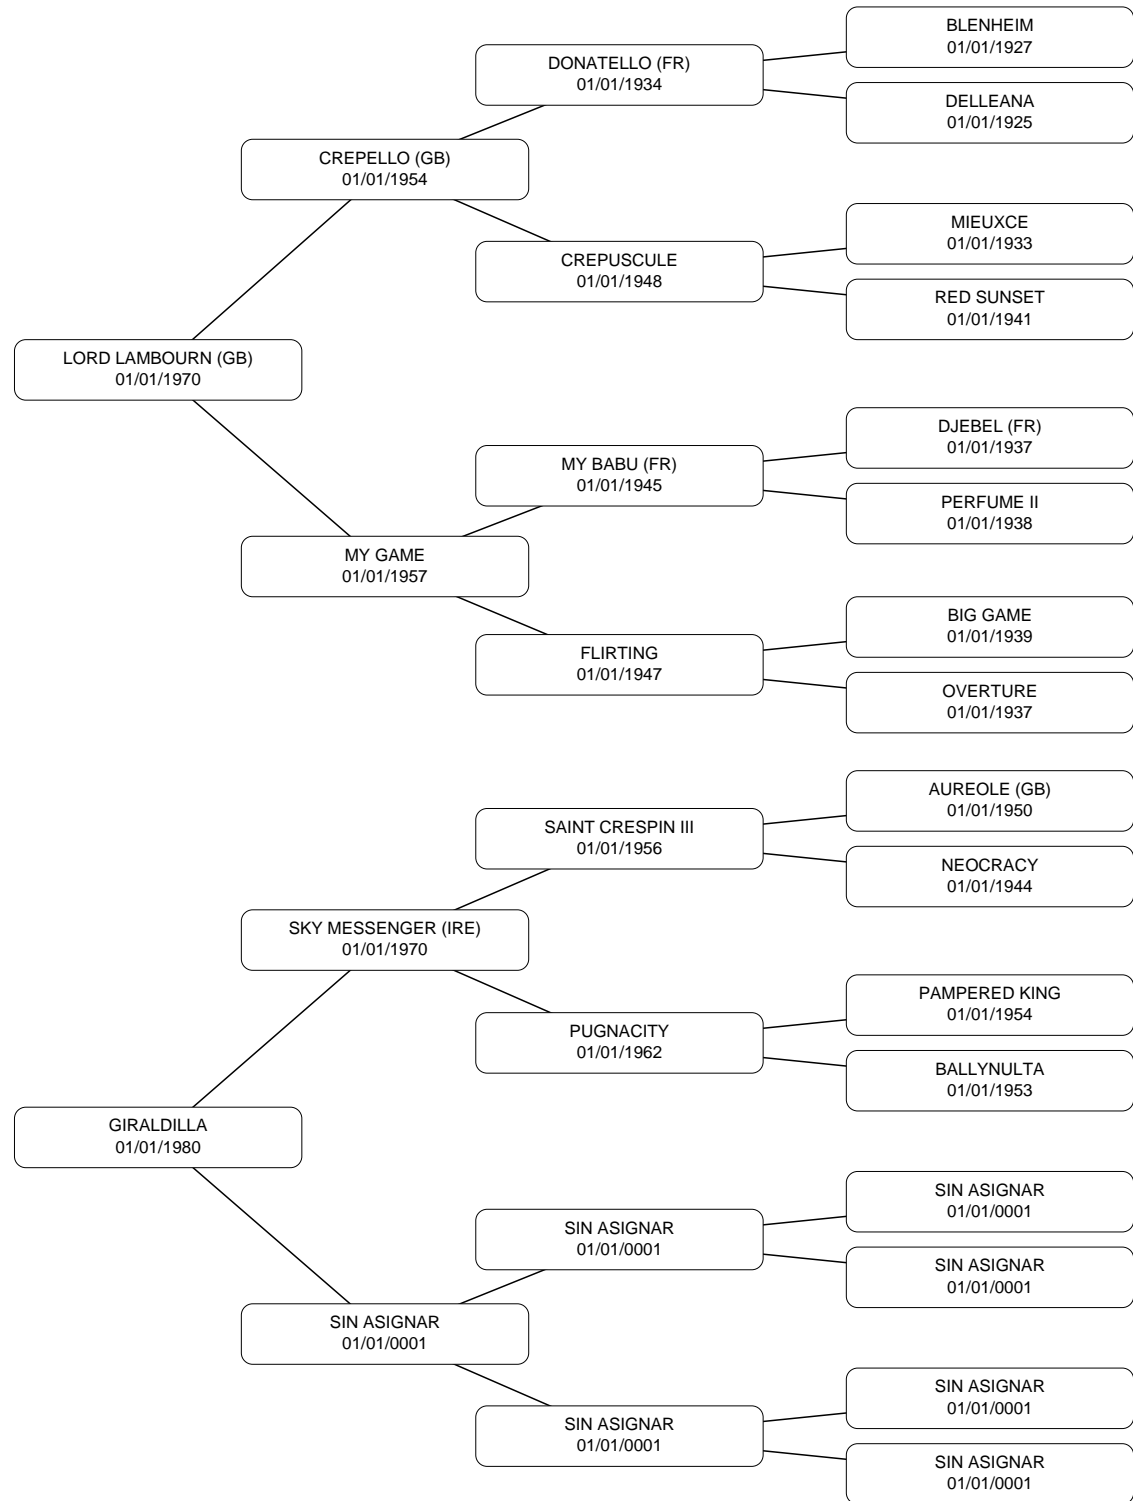 BLENHEIM
01/01/1927
DONATELLO (FR)
01/01/1934
DELLEANA
01/01/1925
CREPELLO (GB)
01/01/1954
MIEUXCE
01/01/1933
CREPUSCULE
01/01/1948
RED SUNSET
01/01/1941
LORD LAMBOURN (GB)
01/01/1970
DJEBEL (FR)
01/01/1937
MY BABU (FR)
01/01/1945
PERFUME II
01/01/1938
MY GAME
01/01/1957
BIG GAME
01/01/1939
FLIRTING
01/01/1947
OVERTURE
01/01/1937
AUREOLE (GB)
01/01/1950
SAINT CRESPIN III
01/01/1956
NEOCRACY
01/01/1944
SKY MESSENGER (IRE)
01/01/1970
PAMPERED KING
01/01/1954
PUGNACITY
01/01/1962
BALLYNULTA
01/01/1953
GIRALDILLA
01/01/1980
SIN ASIGNAR
01/01/0001
SIN ASIGNAR
01/01/0001
SIN ASIGNAR
01/01/0001
SIN ASIGNAR
01/01/0001
SIN ASIGNAR
01/01/0001
SIN ASIGNAR
01/01/0001
SIN ASIGNAR
01/01/0001